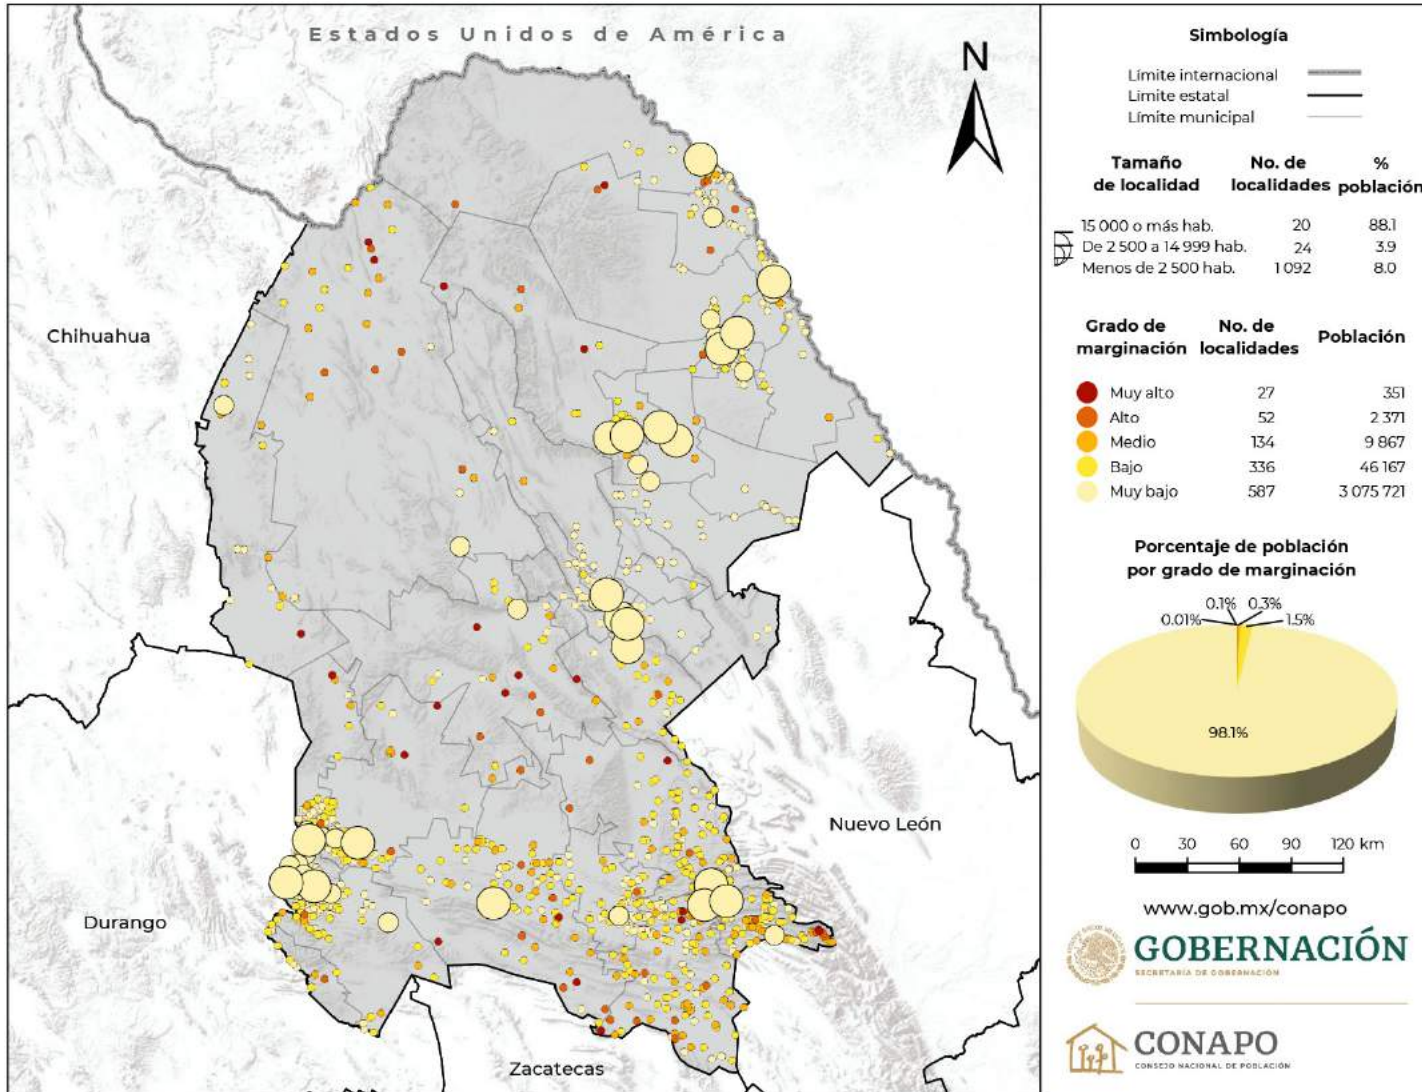 Estados Unidos de América
N
Chihuahua
Durango
Zacatecas
Nuevo León
Simbología
Límite internacional
Límite estatal
Límite municipal
Tamaño de localidad No. de localidades % población
15 000 o más hab. 20 88.1
De 2 500 a 14 999 hab. 24 3.9
Menos de 2 500 hab. 1 092 8.0
Grado de marginación No. de localidades Población
Muy alto 27 351
Alto 52 2 371
Medio 134 9 867
Bajo 336 46 167
Muy bajo 587 3 075 721
Porcentaje de población
por grado de marginación
0.1% 0.3%
0.01% 1.5%
98.1%
0 30 60 90 120 km
www.gob.mx/conapo
GOBERNACIÓN
SECRETARÍA DE GOBERNACIÓN
CONAPO
CONSEJO NACIONAL DE POBLACIÓN